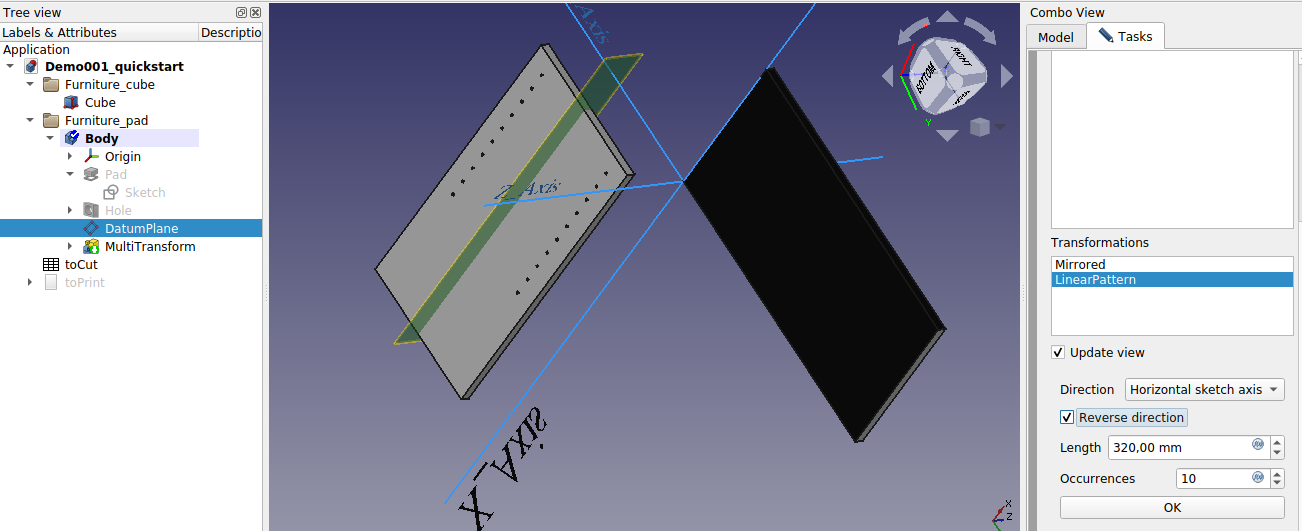 Tree view
Labels & Attributes
Descriptio
Application
Demo001_quickstart
Furniture_cube
Cube
Furniture_pad
Body
Origin
Pad
Sketch
Hole
DatumPlane
MultiTransform
toCut
toPrint
Axis
Z_Axis
X_Axis
BOTTOM
RIGHT
Y
X
Z
Combo View
Model
Tasks
Transformations
Mirrored
LinearPattern
Update view
Direction
Horizontal sketch axis
Reverse direction
Length
320,00 mm
Occurrences
10
OK